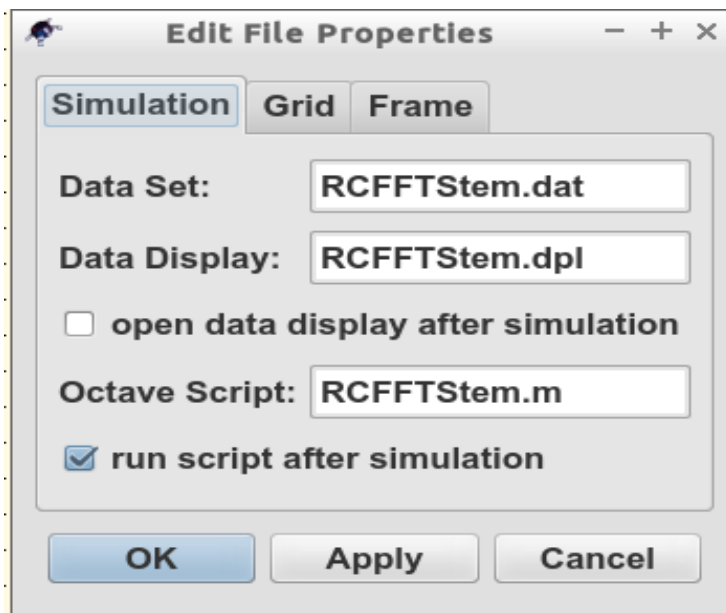 Edit File Properties
Simulation Grid Frame
Data Set: RCFFTStem.dat
Data Display: RCFFTStem.dpl
open data display after simulation
Octave Script: RCFFTStem.m
run script after simulation
OK Apply Cancel